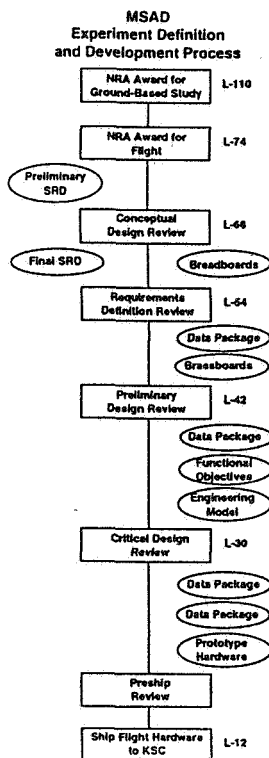 MSAD
Experiment Definition
and Development Process
NRA Award for
Ground-Based Study
L-110
NRA Award for
Flight
L-74
Preliminary
SRD
Conceptual
Design Review
L-66
Final SRD
Breadboards
Requirements
Definition Review
L-54
Data Package
Brassboards
Preliminary
Design Review
L-42
Data Package
Functional
Objectives
Engineering
Model
Critical Design
Review
L-30
Data Package
Data Package
Prototype
Hardware
Preship
Review
Ship Flight Hardware
to KSC
L-12